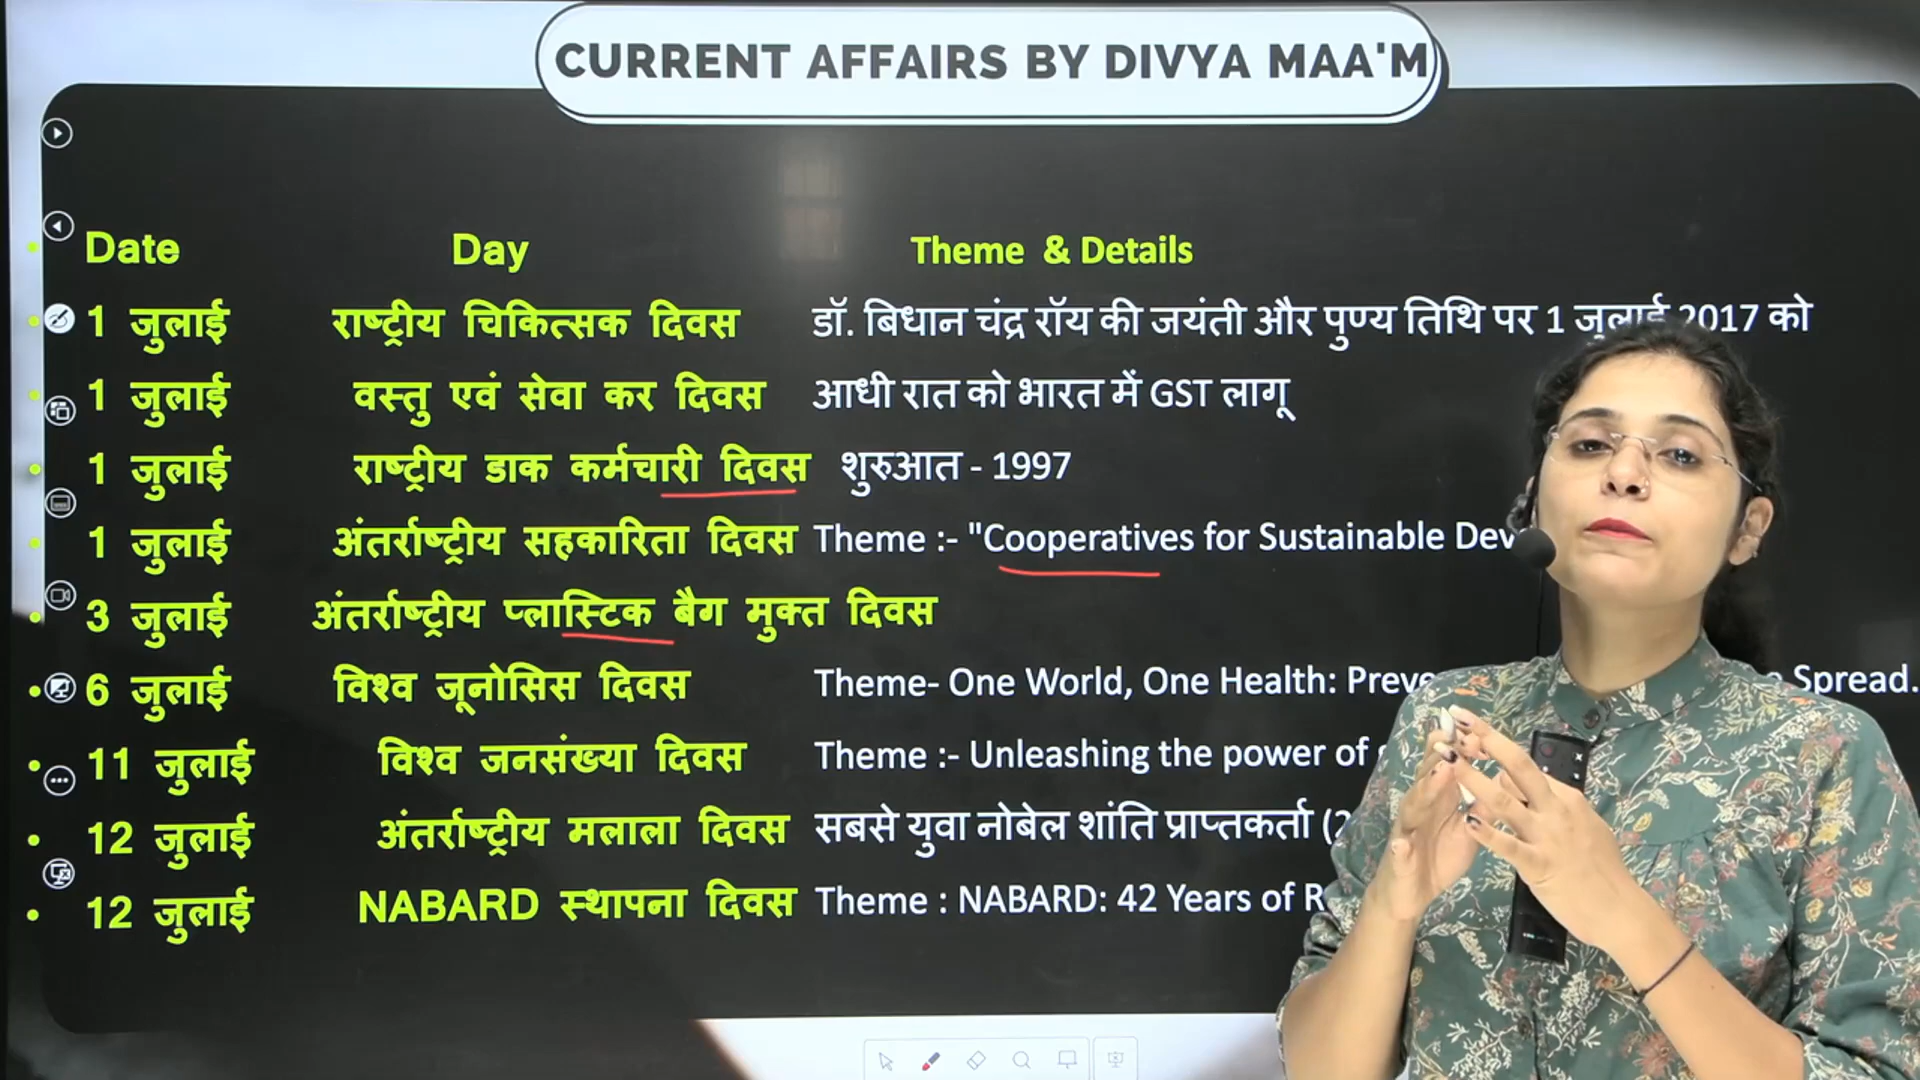 CURRENT AFFAIRS BY DIVYA MAA'M
Date Day Theme & Details
1 जुलाई राष्ट्रीय चिकित्सक दिवस डॉ. बिधान चंद्र रॉय की जयंती और पुण्य तिथि पर 1 जुलाई 2017 को
1 जुलाई वस्तु एवं सेवा कर दिवस आधी रात को भारत में GST लागू
1 जुलाई राष्ट्रीय डाक कर्मचारी दिवस शुरुआत - 1997
1 जुलाई अंतर्राष्ट्रीय सहकारिता दिवस Theme :- "Cooperatives for Sustainable
3 जुलाई अंतर्राष्ट्रीय प्लास्टिक बैग मुक्त दिवस
6 जुलाई विश्व जूनोसिस दिवस Theme- One World, One Health: Spread.
11 जुलाई विश्व जनसंख्या दिवस Theme :- Unleashing the power of
12 जुलाई अंतर्राष्ट्रीय मलाला दिवस सबसे युवा नोबेल शांति प्राप्तकर्ता
12 जुलाई NABARD स्थापना दिवस Theme : NABARD: 42 Years of